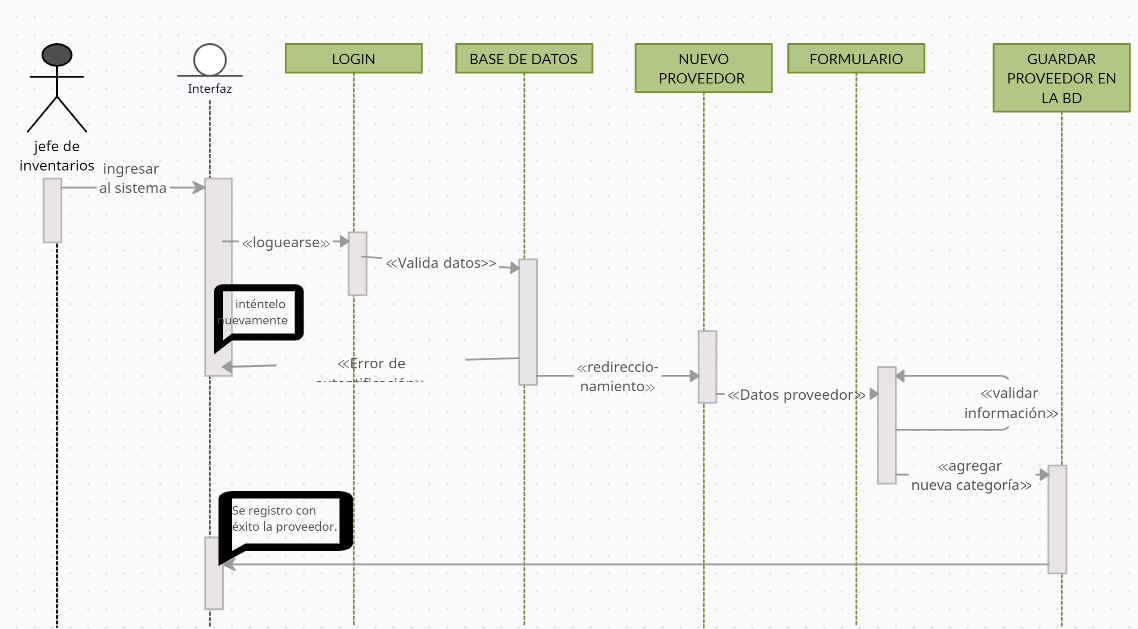 LOGIN
BASE DE DATOS
NUEVO
PROVEEDOR
FORMULARIO
GUARDAR
PROVEEDOR EN
LA BD
Interfaz
jefe de
inventarios
ingresar
al sistema
«loguearse»
«Valida datos>>
inténtelo
nuevamente
«Error de
autentificación»
«redireccio-
namiento»
«Datos proveedor»
«validar
información»
«agregar
nueva categoría»
Se registro con
éxito la proveedor.